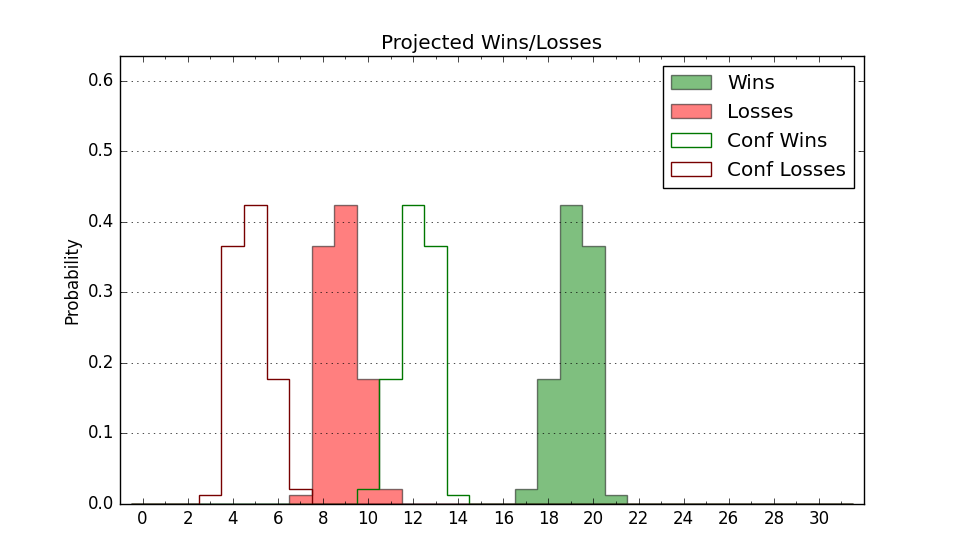 Projected Wins/Losses
Wins
Losses
Conf Wins
Conf Losses
Probability
0.6
0.5
0.4
0.3
0.2
0.1
0.0
0 2 4 6 8 10 12 14 16 18 20 22 24 26 28 30